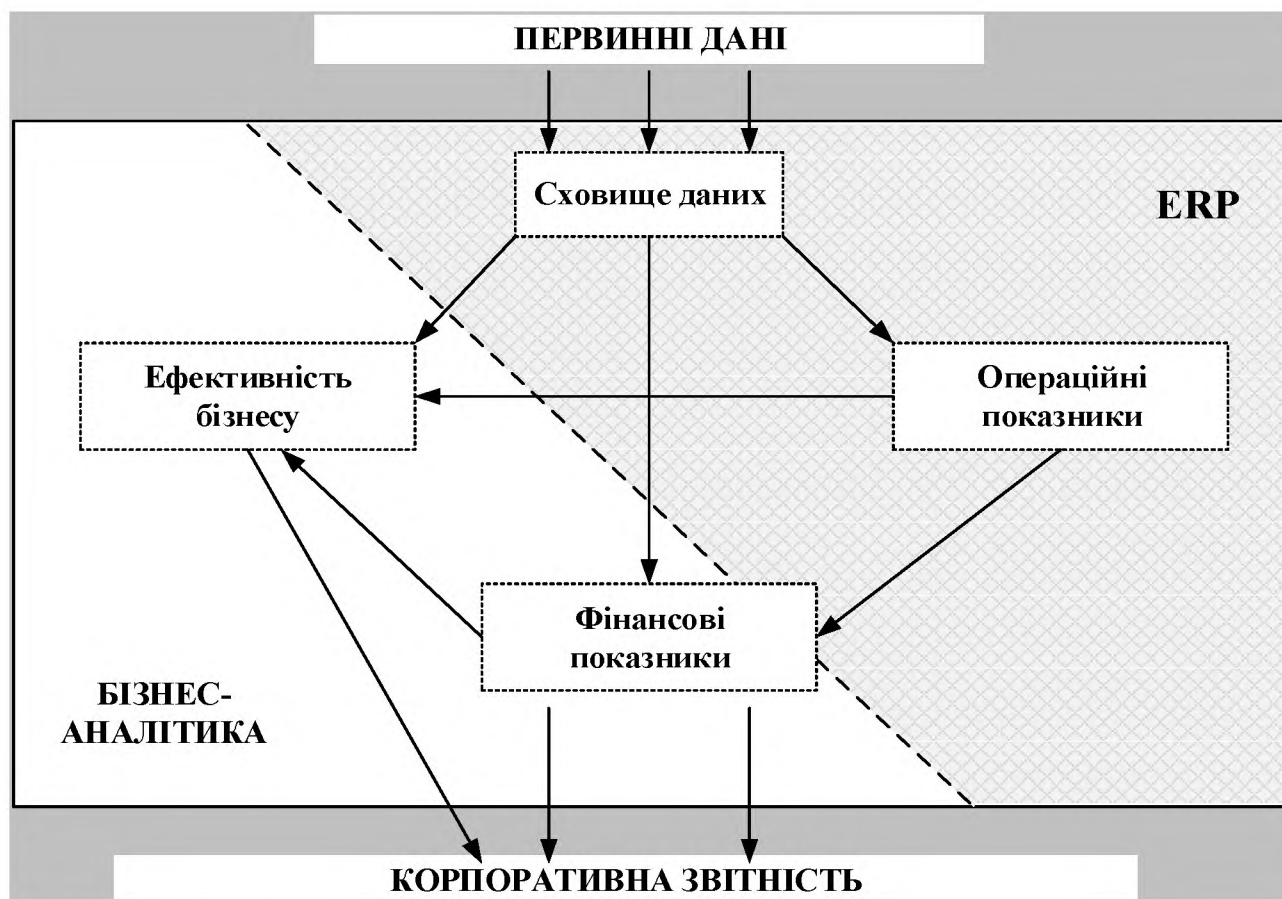 ПЕРВИННІ ДАНІ
Сховище даних
ERP
Ефективність
бізнесу
Операційні
показники
Фінансові
показники
БІЗНЕС-
АНАЛІТИКА
КОРПОРАТИВНА ЗВІТНІСТЬ